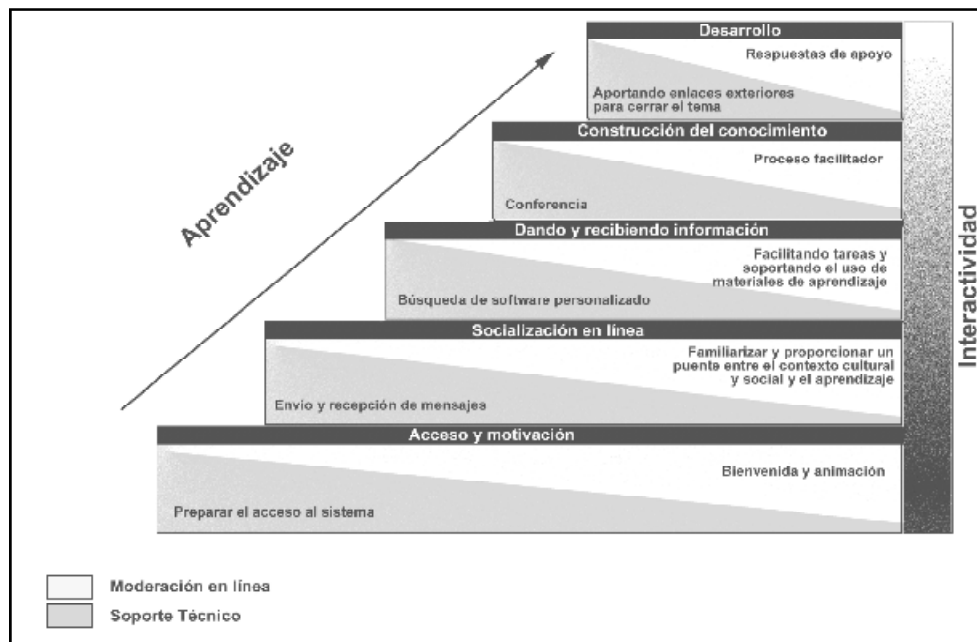 Desarrollo
Respuestas de apoyo
Aportando enlaces exteriores
para cerrar el tema
Construcción del conocimiento
Proceso facilitador
Conferencia
Dando y recibiendo información
Facilitando tareas y
soportando el uso de
materiales de aprendizaje
Búsqueda de software personalizado
Socialización en línea
Familiarizar y proporcionar un
puente entre el contexto cultural
y social y el aprendizaje
Envio y recepción de mensajes
Acceso y motivación
Bienvenida y animación
Preparar el acceso al sistema
Aprendizaje
Interactividad
Moderación en línea
Soporte Técnico